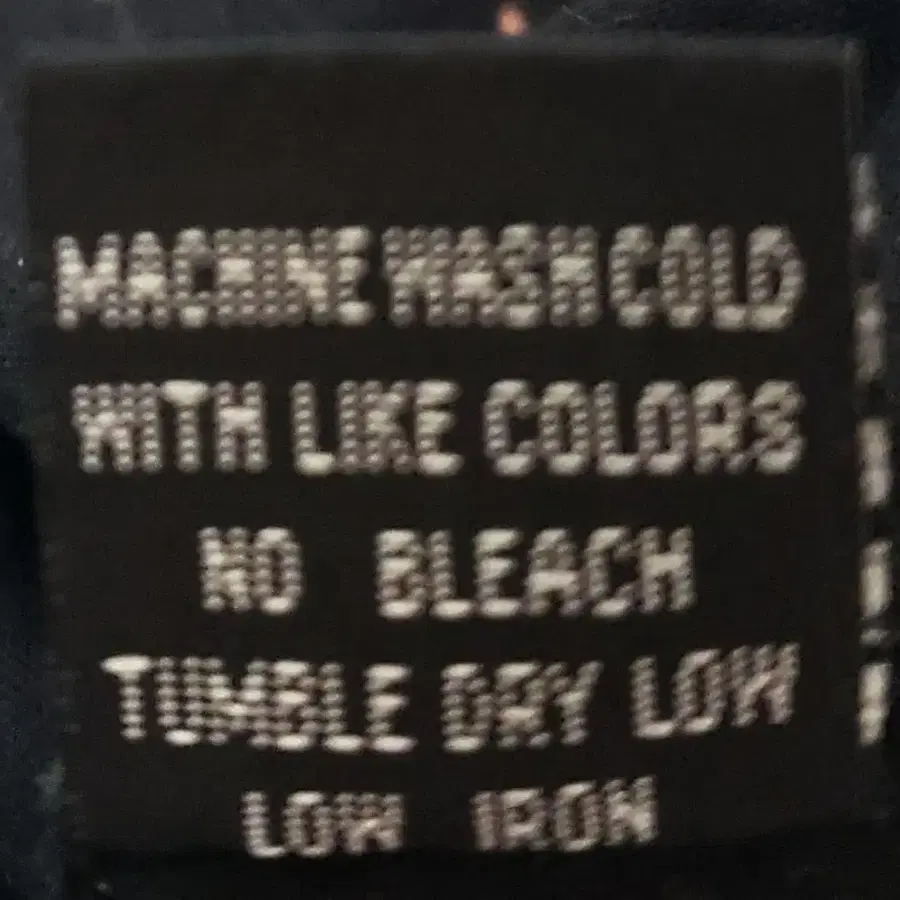 MACHINE WASH COLD
WITH LIKE COLORS
NO BLEACH
TUMBLE DRY LOW
LOW IRON